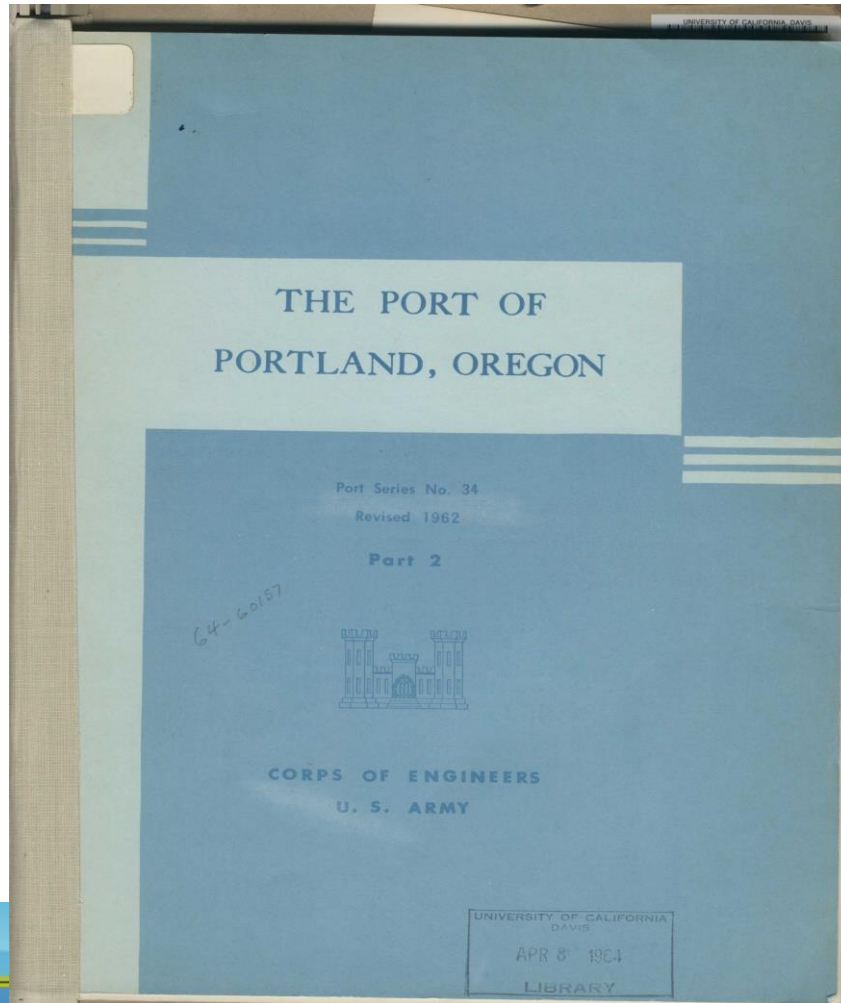 UNIVERSITY OF CALIFORNIA, DAVIS
THE PORT OF
PORTLAND, OREGON
Port Series No. 34
Revised 1962
Part 2
64-60157
CORPS OF ENGINEERS
U. S. ARMY
UNIVERSITY OF CALIFORNIA
DAVIS
APR 8 1964
LIBRARY